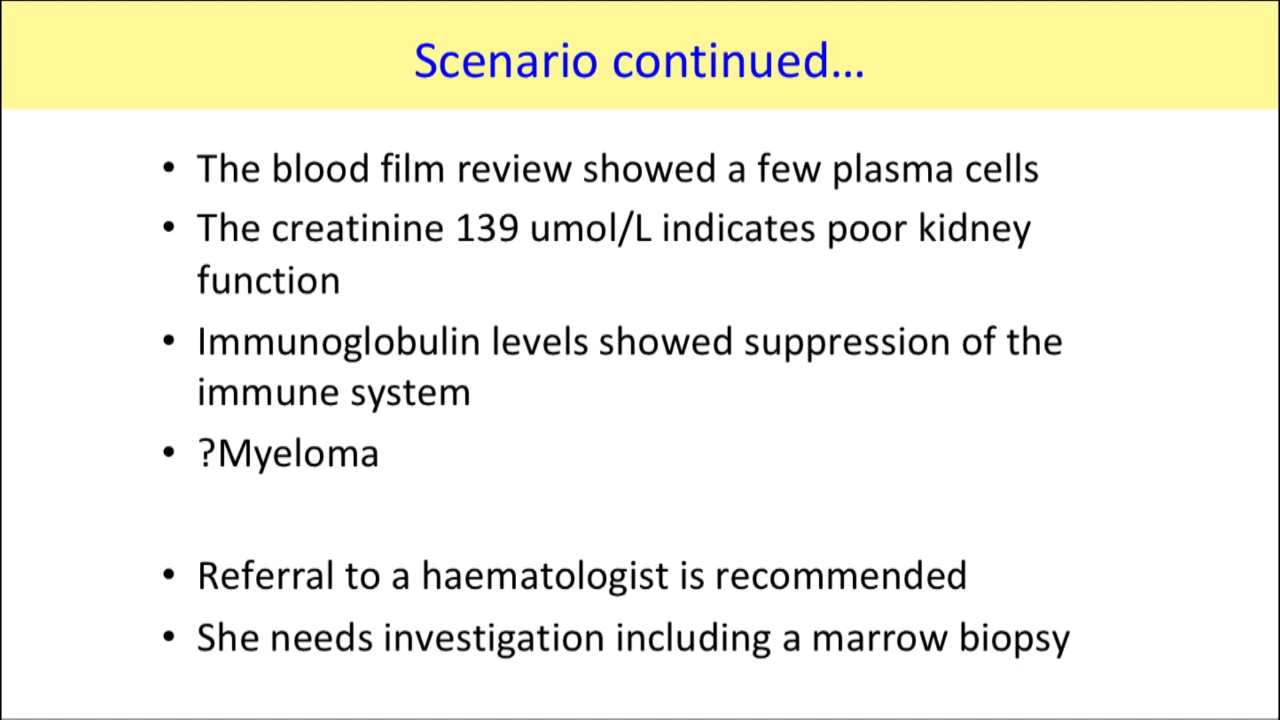 Scenario continued...
• The blood film review showed a few plasma cells
• The creatinine 139 umol/L indicates poor kidney
function
• Immunoglobulin levels showed suppression of the
immune system
• ?Myeloma
• Referral to a haematologist is recommended
• She needs investigation including a marrow biopsy